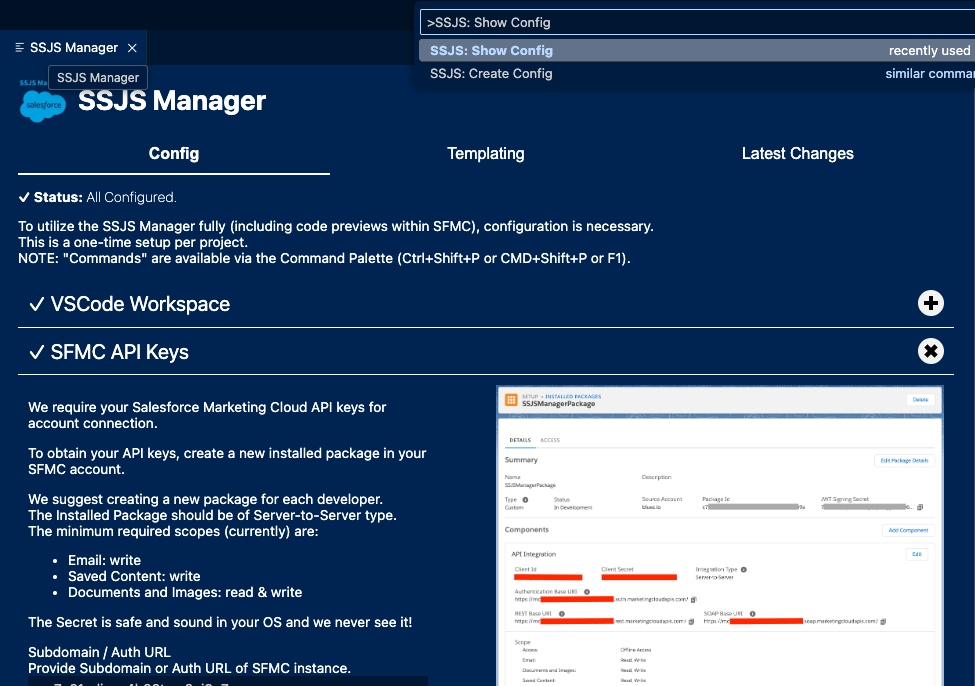 >SSJS: Show Config
SSJS: Show Config recently used
SSJS: Create Config similar comman
SSJS Manager
SSJS Manager
salesforce
SSJS Manager
Config Templating Latest Changes
Status: All Configured.
To utilize the SSJS Manager fully (including code previews within SFMC), configuration is necessary.
This is a one-time setup per project.
NOTE: "Commands" are available via the Command Palette (Ctrl+Shift+P or CMD+Shift+P or F1).
VSCode Workspace
SFMC API Keys
We require your Salesforce Marketing Cloud API keys for
account connection.
To obtain your API keys, create a new installed package in your
SFMC account.
We suggest creating a new package for each developer.
The Installed Package should be of Server-to-Server type.
The minimum required scopes (currently) are:
• Email: write
• Saved Content: write
• Documents and Images: read & write
The Secret is safe and sound in your OS and we never see it!
Subdomain / Auth URL
Provide Subdomain or Auth URL of SFMC instance.
SETUP > INSTALLED PACKAGES
SSJSManagerPackage
Delete
DETAILS ACCESS
Summary
Edit Package Details
Name Description
SSJSManagerPackage
Type Status Source Account Package Id JWT Signing Secret
Custom In Development
Components
Add Component
API Integration
Edit
Client Id Client Secret Integration Type
Server-to-Server
Authentication Base URI
https://mc .auth.marketingcloudapis.com/
REST Base URI SOAP Base URI
https://mc .rest.marketingcloudapis.com/ https://mc .soap.marketingcloudapis.com/
Scope
Access: Offline Access
Email: Read, Write
Documents and Images: Read, Write
Saved Content: Read, Write